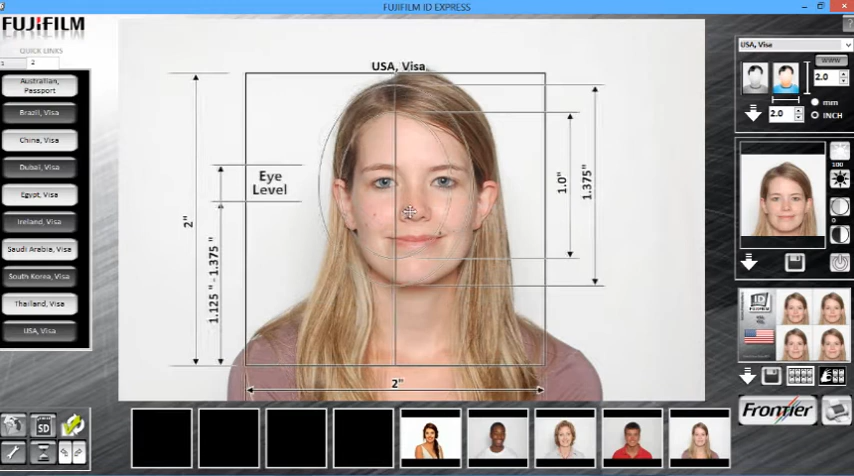 FUJIFILM ID EXPRESS
FUJIFILM
QUICK LINKS
1
2
Australian,
Passport
Brazil, Visa
China, Visa
Dubai, Visa
Egypt, Visa
Ireland, Visa
Saudi Arabia, Visa
South Korea, Visa
Thailand, Visa
USA, Visa
SD
USA, Visa,
Eye
Level
2"
1.125 " - 1.375 "
1.0"
1.375"
2"
?
USA, Visa
WWW
2.0
mm
2.0
INCH
100
0
ID
Frontier